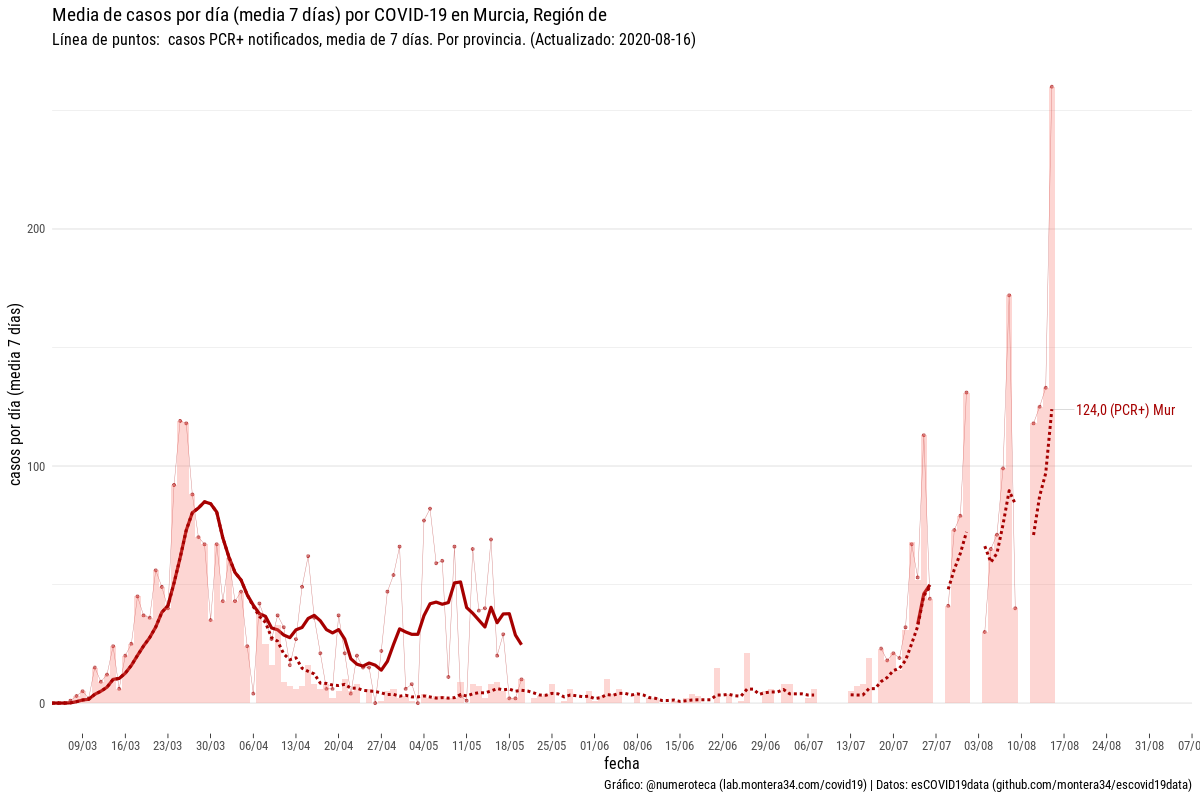 Media de casos por día (media 7 días) por COVID-19 en Murcia, Región de
Línea de puntos:  casos PCR+ notificados, media de 7 días. Por provincia. (Actualizado: 2020-08-16)
casos por día (media 7 días)
200
100
0
124,0 (PCR+) Mur
09/03 16/03 23/03 30/03 06/04 13/04 20/04 27/04 04/05 11/05 18/05 25/05 01/06 08/06 15/06 22/06 29/06 06/07 13/07 20/07 27/07 03/08 10/08 17/08 24/08 31/08 07/0
fecha
Gráfico: @numeroteca (lab.montera34.com/covid19) | Datos: esCOVID19data (github.com/montera34/escovid19data)